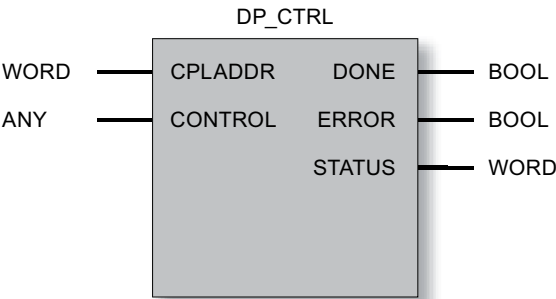 DP_CTRL
WORD CPLADDR DONE BOOL
ANY CONTROL ERROR BOOL
STATUS WORD